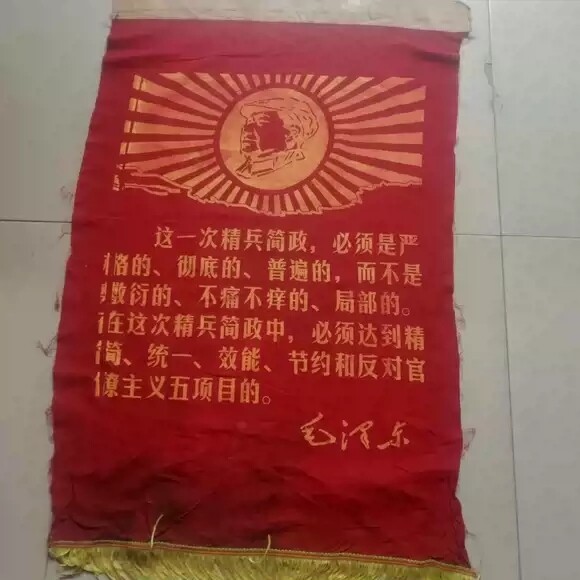 这一次精兵简政，必须是严
格的、彻底的、普遍的，而不是
敷衍的、不痛不痒的、局部的。
在这次精兵简政中，必须达到精
简、统一、效能、节约和反对官
僚主义五项目的。
毛泽东